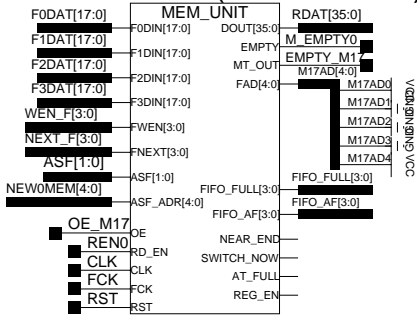 MEM_UNIT
F0DAT[17:0]
F0DIN[17:0]
F1DAT[17:0]
F1DIN[17:0]
F2DAT[17:0]
F2DIN[17:0]
F3DAT[17:0]
F3DIN[17:0]
WEN_F[3:0]
FWEN[3:0]
NEXT_F[3:0]
FNEXT[3:0]
ASF[1:0]
ASF[1:0]
NEW0MEM[4:0]
ASF_ADR[4:0]
OE_M17
OE
REN0
RD_EN
CLK
CLK
FCK
FCK
RST
RST
RDAT[35:0]
DOUT[35:0]
M_EMPTY0
EMPTY
EMPTY_M17
MT_OUT
M17AD[4:0]
FAD[4:0]
M17AD0
M17AD1
M17AD2
M17AD3
M17AD4
VCC
FIFO_FULL[3:0]
FIFO_FULL[3:0]
FIFO_AF[3:0]
FIFO_AF[3:0]
NEAR_END
SWITCH_NOW
AT_FULL
REG_EN